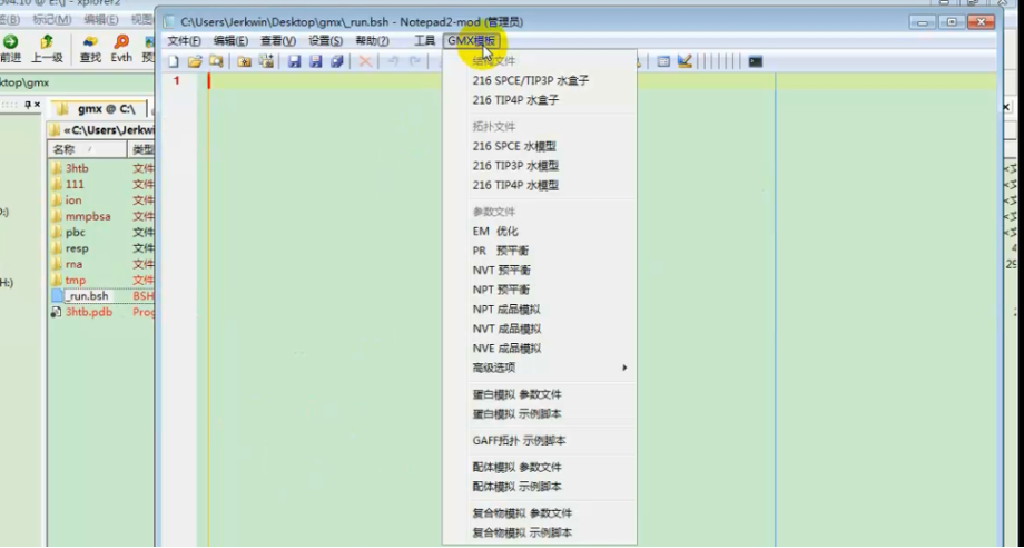 xplorer2
C:\Users\Jerkwin\Desktop\gmx\_run.bsh - Notepad2-mod (管理员)
标记(M) 编辑(E) 视图
文件(F) 编辑(E) 查看(V) 设置(S) 帮助(?) 工具 GMX模板
前进 上一级 查找 Evth 预
ktop\gmx
1
gmx @ C:\
« C:\Users\Jerkwi
名称 类型
3htb 文件
111 文件
ion 文件
mmpbsa 文件
pbc 文件
resp 文件
rna 文件
tmp 文件
_run.bsh BSH
3htb.pdb Prog
结构文件
216 SPCE/TIP3P 水盒子
216 TIP4P 水盒子
拓扑文件
216 SPCE 水模型
216 TIP3P 水模型
216 TIP4P 水模型
参数文件
EM 优化
PR 预平衡
NVT 预平衡
NPT 预平衡
NPT 成品模拟
NVT 成品模拟
NVE 成品模拟
高级选项
蛋白模拟 参数文件
蛋白模拟 示例脚本
GAFF拓扑 示例脚本
配体模拟 参数文件
配体模拟 示例脚本
复合物模拟 参数文件
复合物模拟 示例脚本